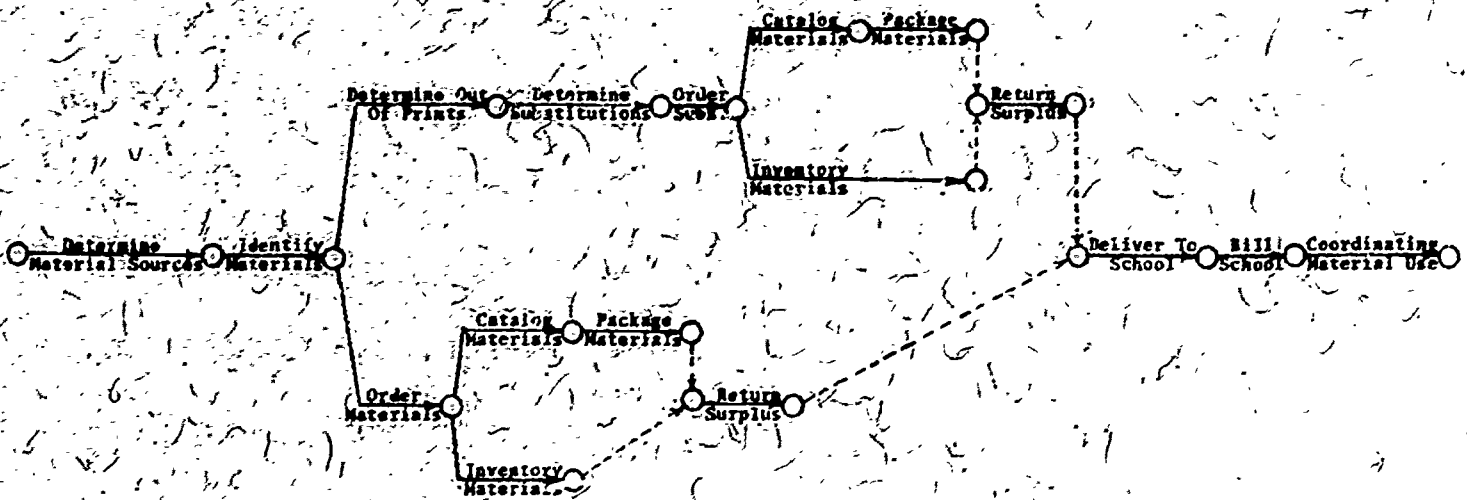 Catalog
Materials
Package
Materials
Determine Out
Of Prints
Determine
Substitutions
Order
Subs.
Return
Surplus
Inventory
Materials
Determine
Material Sources
Identify
Materials
Deliver To
School
Bill
School
Coordinating
Material Use
Catalog
Materials
Package
Materials
Order
Materials
Return
Surplus
Inventory
Materials